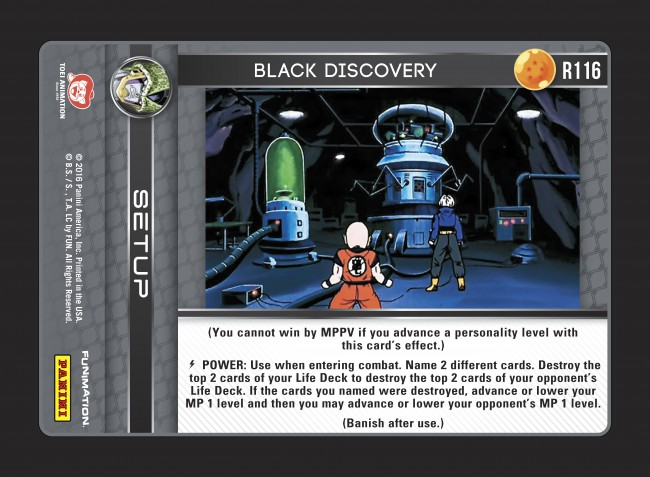 BLACK DISCOVERY
R116
(You cannot win by MPPV if you advance a personality level with
this card's effect.)
POWER: Use when entering combat. Name 2 different cards. Destroy the
top 2 cards of your Life Deck to destroy the top 2 cards of your opponent's
Life Deck. If the cards you named were destroyed, advance or lower your
MP 1 level and then you may advance or lower your opponent's MP 1 level.
(Banish after use.)
SETUP
TOEI ANIMATION
© 2016 Panini America, Inc. Printed in the USA.
© B.S./ S., T.A. LC by FUN. All Rights Reserved.
FUNIMATION.
PANINI